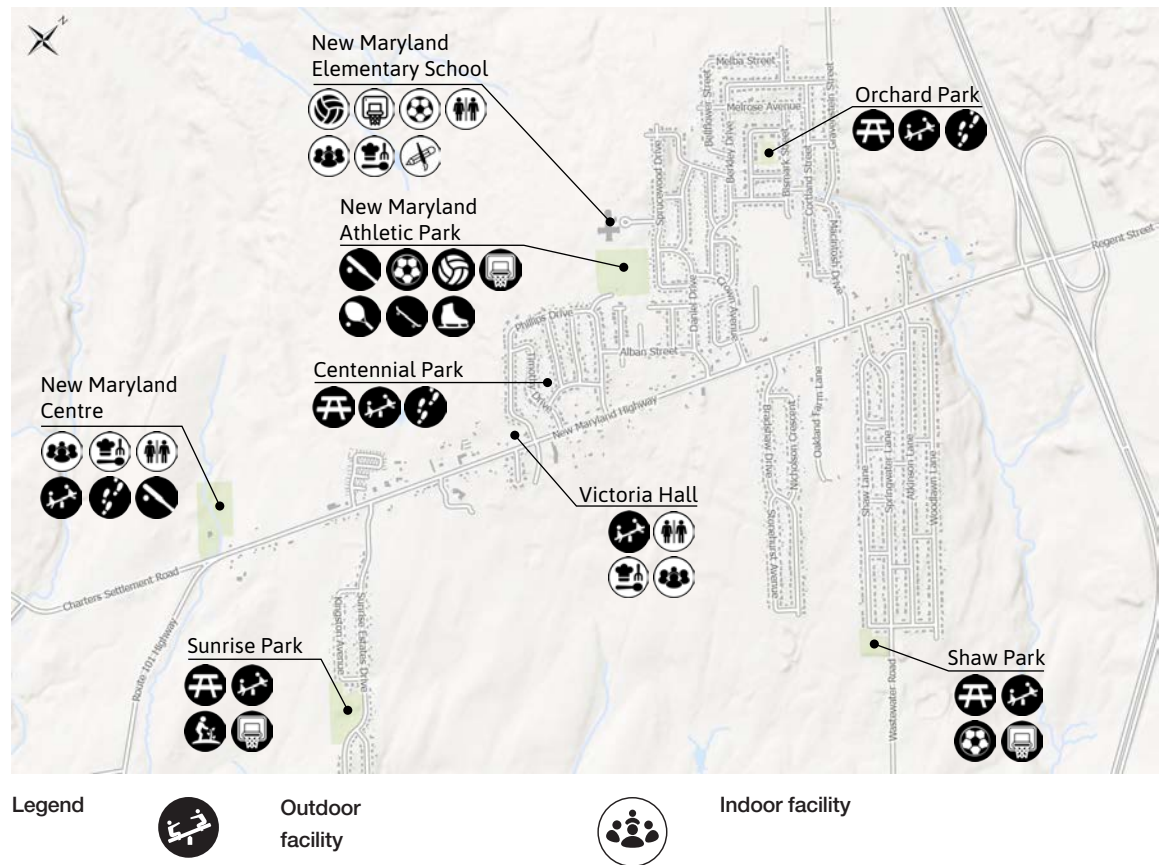 N
New Maryland
Elementary School
Orchard Park
New Maryland
Athletic Park
Centennial Park
New Maryland
Centre
Victoria Hall
Sunrise Park
Shaw Park
Melba Street
Bellflower Street
Melrose Avenue
Berkley Drive
Bismark Street
Cortland Street
Gravenstein Street
Sprucewood Drive
Macintosh Drive
Regent Street
Daniel Drive
Crown Avenue
Phillips Drive
Alban Street
Timothy Drive
New Maryland Highway
Bradshaw Drive
Nicholson Crescent
Oakland Farm Lane
Stonehurst Avenue
Shaw Lane
Springwater Lane
Atkinson Lane
Woodlawn Lane
Charters Settlement Road
Route 101 Highway
Kingston Avenue
Sunrise Estates Drive
Wastewater Road
Legend
Outdoor
facility
Indoor facility